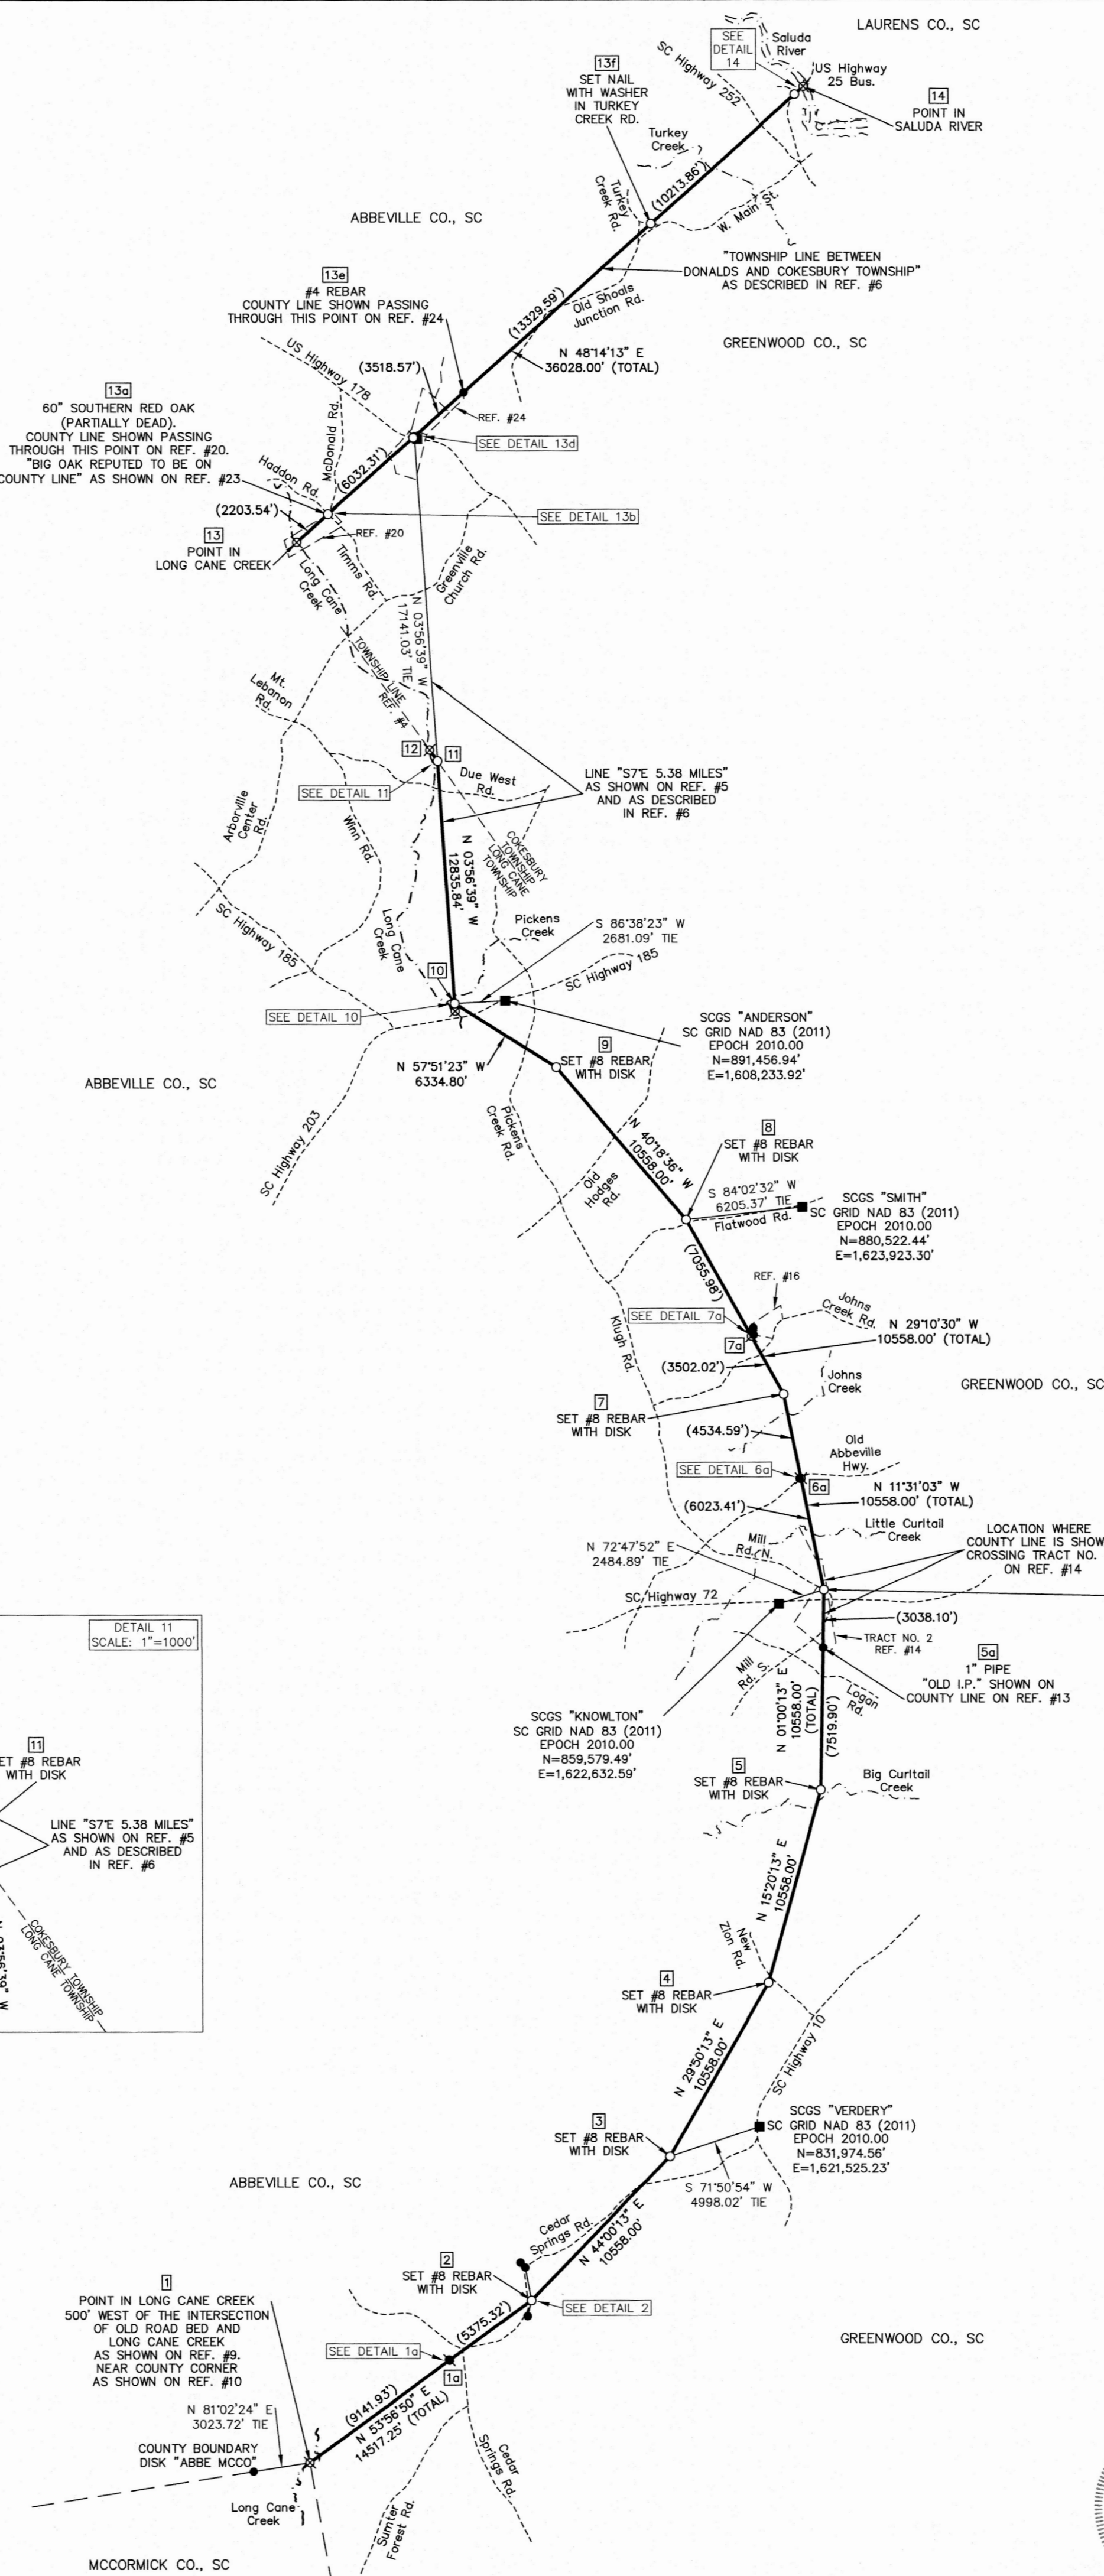 LAURENS CO., SC
SEE
DETAIL
14
Saluda
River
US Highway
25 Bus.
SC Highway 252
14
POINT IN
SALUDA RIVER
13f
SET NAIL
WITH WASHER
IN TURKEY
CREEK RD.
Turkey
Creek
(10213.86')
Turkey
Creek Rd.
W. Main St.
ABBEVILLE CO., SC
"TOWNSHIP LINE BETWEEN
DONALDS AND COKESBURY TOWNSHIP"
AS DESCRIBED IN REF. #6
13e
#4 REBAR
COUNTY LINE SHOWN PASSING
THROUGH THIS POINT ON REF. #24
(13329.59')
Old Shoals
Junction Rd.
GREENWOOD CO., SC
N 48°14'13" E
36028.00' (TOTAL)
US Highway 178
(3518.57')
REF. #24
13a
60" SOUTHERN RED OAK
(PARTIALLY DEAD).
COUNTY LINE SHOWN PASSING
THROUGH THIS POINT ON REF. #20.
"BIG OAK REPUTED TO BE ON
COUNTY LINE" AS SHOWN ON REF. #23
McDonald Rd.
SEE DETAIL 13d
Haddon Rd.
(6032.31')
(2203.54')
SEE DETAIL 13b
13
POINT IN
LONG CANE CREEK
REF. #20
Timms Rd.
Long Cane
Creek
Greenville
Church Rd.
N 03°56'39" W
17141.03' TIE
TOWNSHIP LINE
REF. #4
Mt.
Lebanon
Rd.
12
11
Due West
Rd.
SEE DETAIL 11
LINE "S7°E 5.38 MILES"
AS SHOWN ON REF. #5
AND AS DESCRIBED
IN REF. #6
Arborville
Center
Rd.
Winn Rd.
N 03°56'39" W
12835.84'
COKESBURY
TOWNSHIP
LONG CANE
TOWNSHIP
SC Highway 185
Long Cane
Creek
Pickens
Creek
S 86°38'23" W
2681.09' TIE
10
SC Highway 185
SEE DETAIL 10
SCGS "ANDERSON"
SC GRID NAD 83 (2011)
EPOCH 2010.00
N=891,456.94'
E=1,608,233.92'
9
SET #8 REBAR
WITH DISK
N 57°51'23" W
6334.80'
ABBEVILLE CO., SC
SC Highway 203
Pickens
Creek Rd.
N 40°18'36" W
10558.00'
8
SET #8 REBAR
WITH DISK
Old
Hodges
Rd.
S 84°02'32" W
6205.37' TIE
Flatwood Rd.
SCGS "SMITH"
SC GRID NAD 83 (2011)
EPOCH 2010.00
N=880,522.44'
E=1,623,923.30'
(7055.98')
REF. #16
Johns
Creek Rd.
SEE DETAIL 7a
Klugh Rd.
7a
N 29°10'30" W
10558.00' (TOTAL)
(3502.02')
Johns
Creek
GREENWOOD CO., SC
7
SET #8 REBAR
WITH DISK
(4534.59')
Old
Abbeville
Hwy.
SEE DETAIL 6a
6a
N 11°31'03" W
10558.00' (TOTAL)
(6023.41')
Little Curltail
Creek
Mill
Rd. N.
N 72°47'52" E
2484.89' TIE
LOCATION WHERE
COUNTY LINE IS SHOW
CROSSING TRACT NO.
ON REF. #14
SC Highway 72
(3038.10')
TRACT NO. 2
REF. #14
5a
1" PIPE
"OLD I.P." SHOWN ON
COUNTY LINE ON REF. #13
Mill
Rd. S.
Logan
Rd.
N 01°00'13" E
10558.00'
(TOTAL)
(7519.90')
SCGS "KNOWLTON"
SC GRID NAD 83 (2011)
EPOCH 2010.00
N=859,579.49'
E=1,622,632.59'
DETAIL 11
SCALE: 1"=1000'
11
ET #8 REBAR
WITH DISK
LINE "S7°E 5.38 MILES"
AS SHOWN ON REF. #5
AND AS DESCRIBED
IN REF. #6
COKESBURY TOWNSHIP
LONG CANE TOWNSHIP
N 03°56'39" W
5
SET #8 REBAR
WITH DISK
Big Curltail
Creek
N 15°20'13" E
10558.00'
New
Zion Rd.
4
SET #8 REBAR
WITH DISK
N 29°50'13" E
10558.00'
SC Highway 10
3
SET #8 REBAR
WITH DISK
SCGS "VERDERY"
SC GRID NAD 83 (2011)
EPOCH 2010.00
N=831,974.56'
E=1,621,525.23'
S 71°50'54" W
4998.02' TIE
ABBEVILLE CO., SC
Cedar
Springs Rd.
N 44°00'13" E
10558.00'
2
SET #8 REBAR
WITH DISK
SEE DETAIL 2
(5375.32')
1
POINT IN LONG CANE CREEK
500' WEST OF THE INTERSECTION
OF OLD ROAD BED AND
LONG CANE CREEK
AS SHOWN ON REF. #9.
NEAR COUNTY CORNER
AS SHOWN ON REF. #10
SEE DETAIL 1a
1a
GREENWOOD CO., SC
(9141.93')
N 53°56'50" E
14517.25' (TOTAL)
N 81°02'24" E
3023.72' TIE
COUNTY BOUNDARY
DISK "ABBE MCCO"
Cedar
Springs Rd.
Long Cane
Creek
Sumter
Forest Rd.
MCCORMICK CO., SC